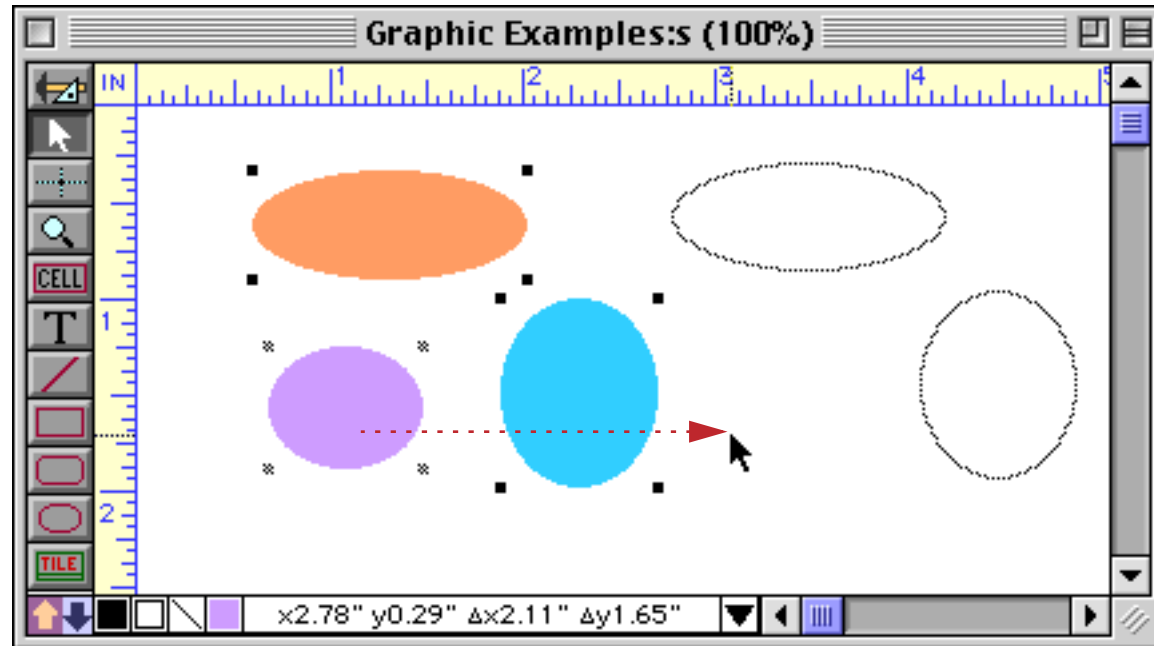 Graphic Examples:s (100%)
IN 1 2 3 4 5
CELL
T
1
2
TILE
x2.78" y0.29" Δx2.11" Δy1.65"